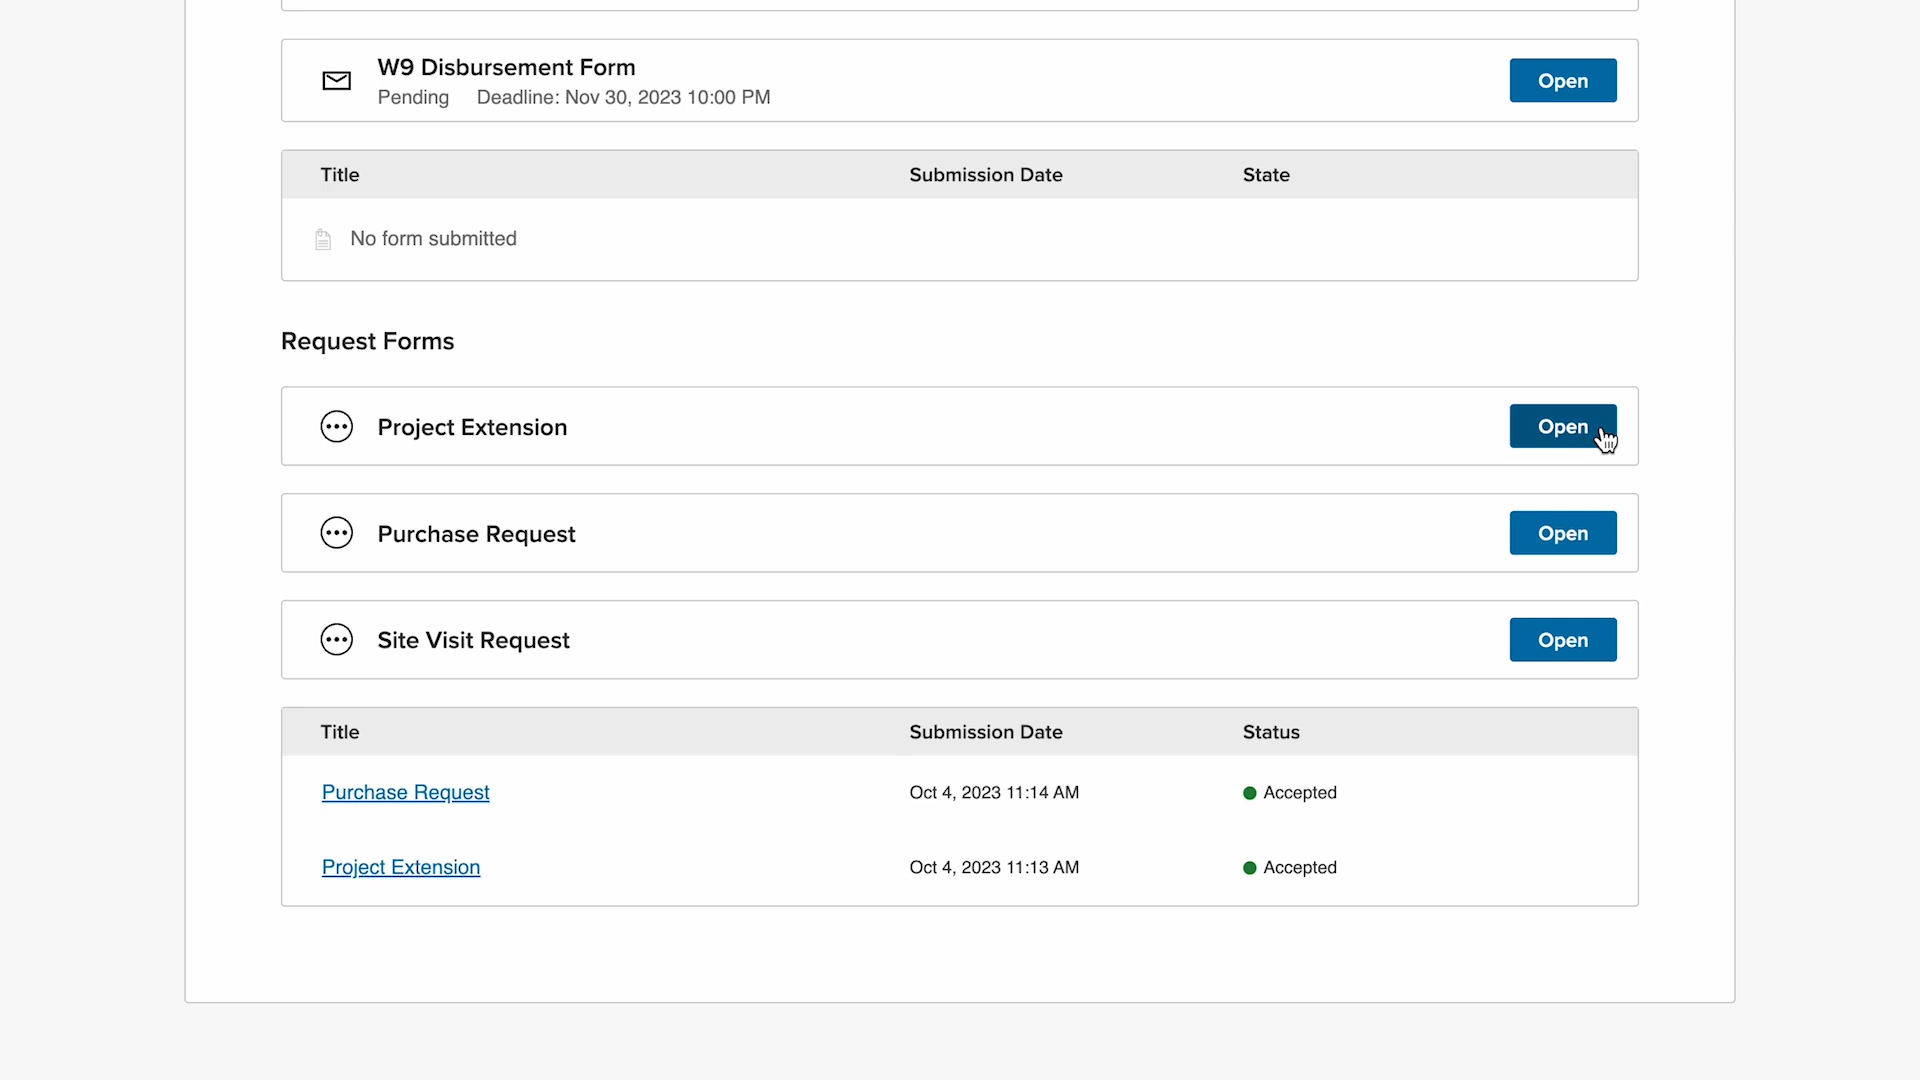 W9 Disbursement Form
Pending Deadline: Nov 30, 2023 10:00 PM
Open
Title Submission Date State
No form submitted
Request Forms
Project Extension Open
Purchase Request Open
Site Visit Request Open
Title Submission Date Status
Purchase Request Oct 4, 2023 11:14 AM Accepted
Project Extension Oct 4, 2023 11:13 AM Accepted